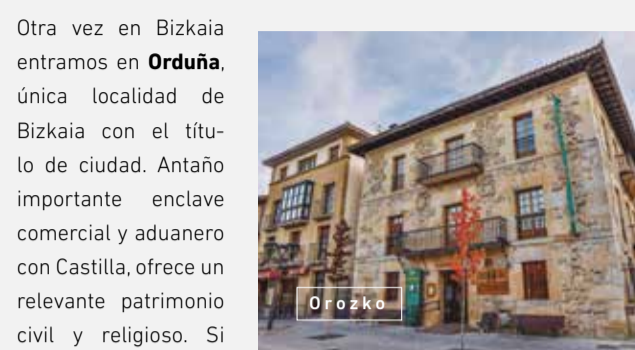 Otra vez en Bizkaia
entramos en Orduña,
única localidad de
Bizkaia con el títu-
lo de ciudad. Antaño
importante enclave
comercial y aduanero
con Castilla, ofrece un
relevante patrimonio
civil y religioso. Si
Orozko